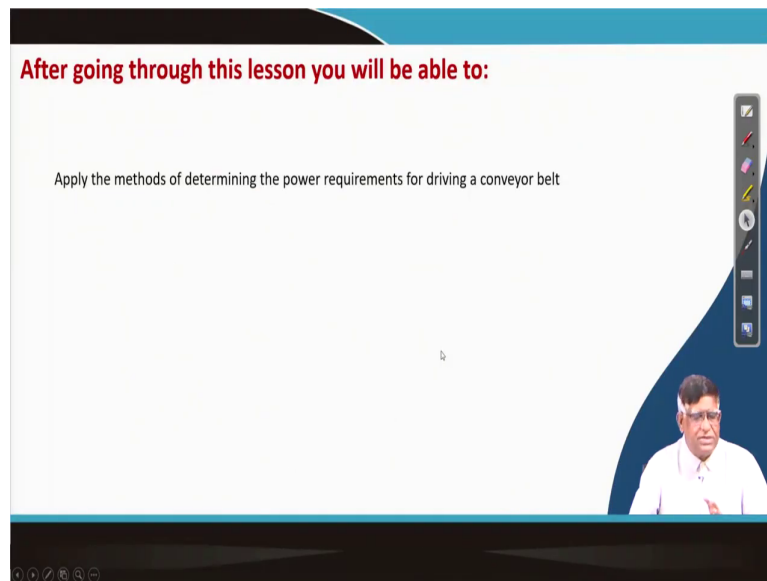 After going through this lesson you will be able to:
Apply the methods of determining the power requirements for driving a conveyor belt